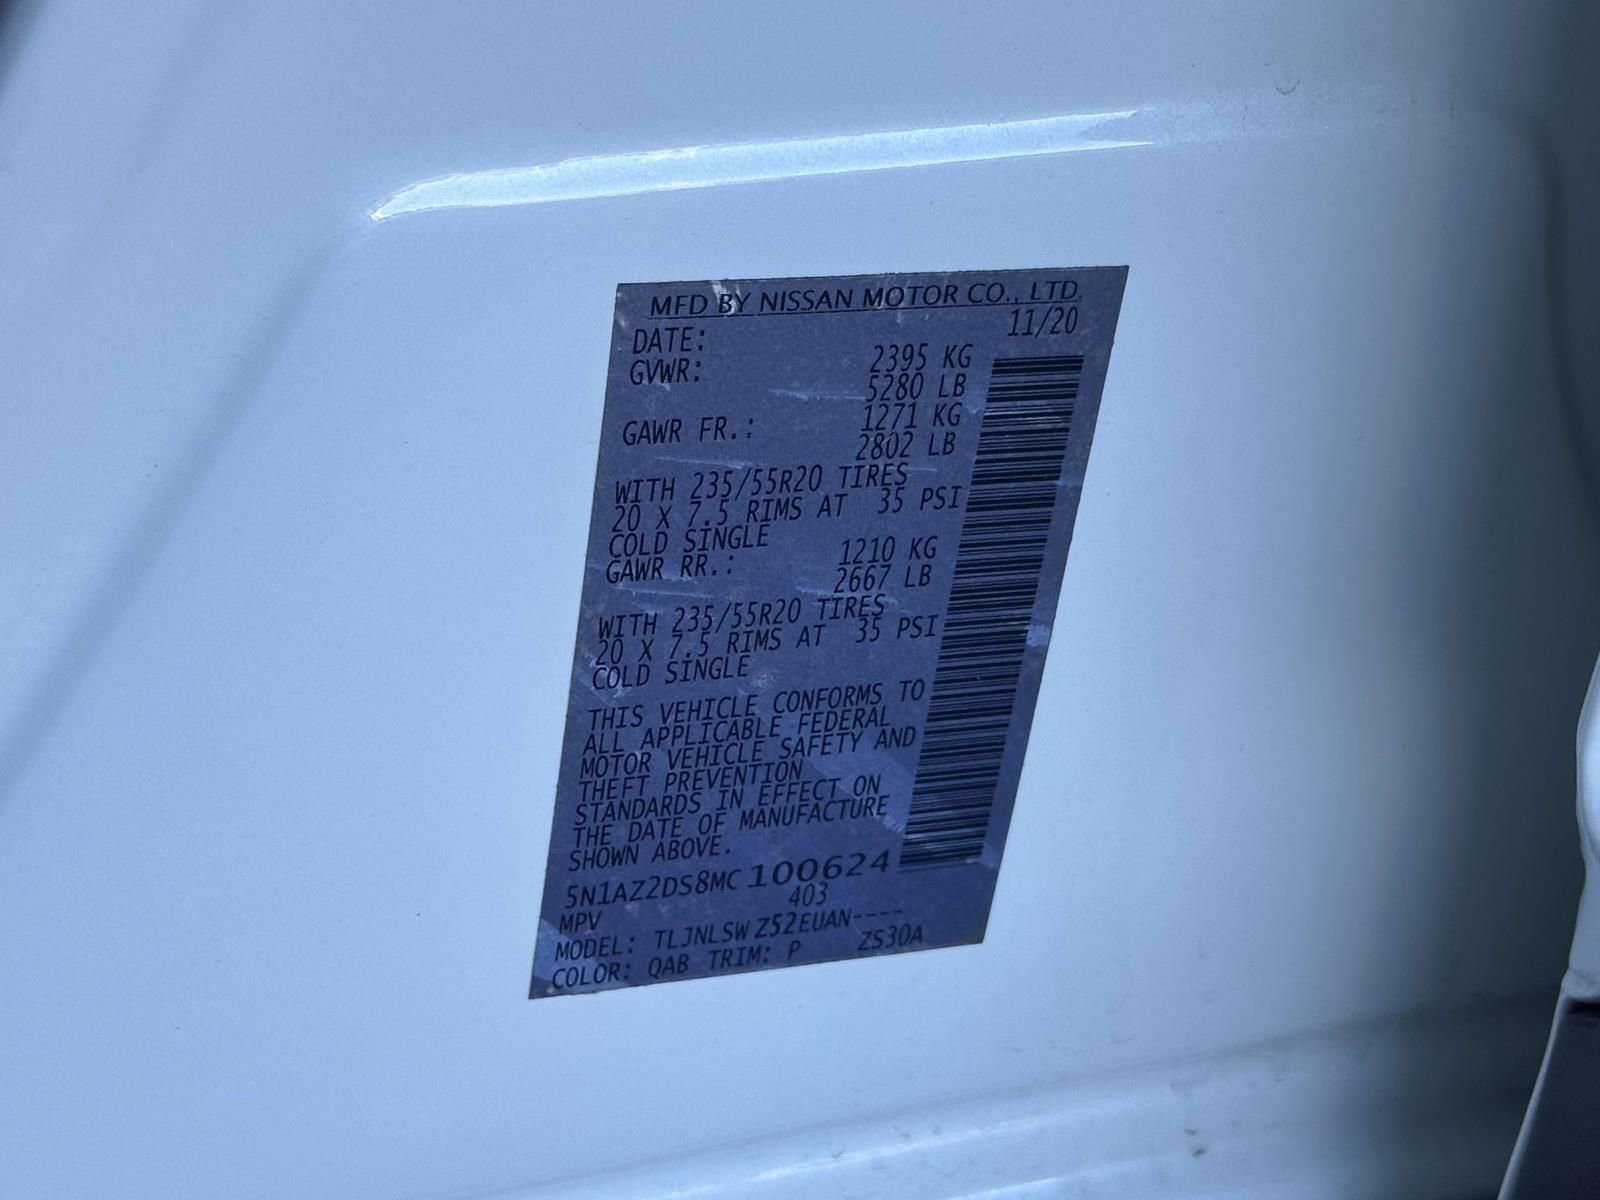 MFD BY NISSAN MOTOR CO., LTD.
DATE: 11/20
GVWR: 2395 KG
5280 LB
GAWR FR.: 1271 KG
2802 LB
WITH 235/55R20 TIRES
20 X 7.5 RIMS AT 35 PSI
COLD SINGLE
GAWR RR.: 1210 KG
2667 LB
WITH 235/55R20 TIRES
20 X 7.5 RIMS AT 35 PSI
COLD SINGLE
THIS VEHICLE CONFORMS TO
ALL APPLICABLE FEDERAL
MOTOR VEHICLE SAFETY AND
THEFT PREVENTION
STANDARDS IN EFFECT ON
THE DATE OF MANUFACTURE
SHOWN ABOVE.
5N1AZ2DS8MC100624
MPV 403
MODEL: TLJNLSW Z52EUAN----
COLOR: QAB TRIM: P ZS30A